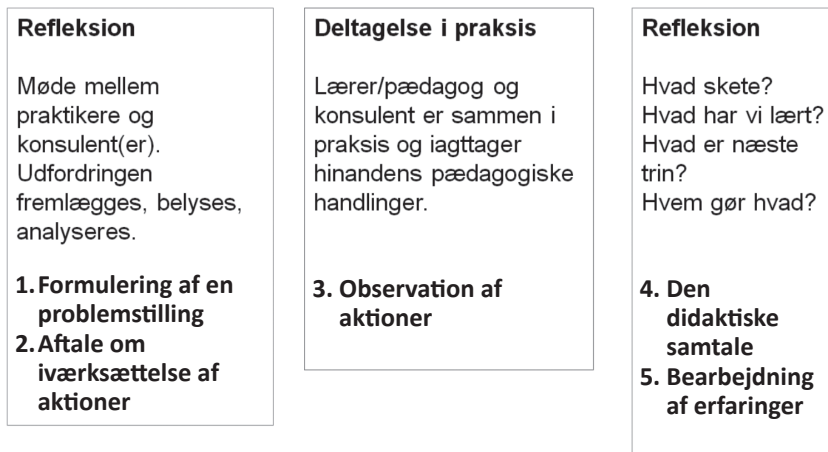 Refleksion
Møde mellem
praktikere og
konsulent(er).
Udfordringen
fremlægges, belyses,
analyseres.
1. Formulering af en
problemstilling
2. Aftale om
iværksættelse af
aktioner
Deltagelse i praksis
Lærer/pædagog og
konsulent er sammen i
praksis og iagttager
hinandens pædagogiske
handlinger.
3. Observation af
aktioner
Refleksion
Hvad skete?
Hvad har vi lært?
Hvad er næste
trin?
Hvem gør hvad?
4. Den
didaktiske
samtale
5. Bearbejdning
af erfaringer